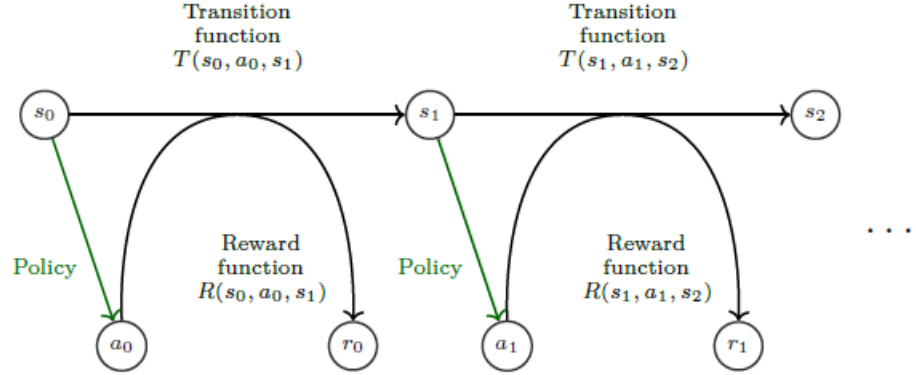 Transition
function
T(s₀, a₀, s₁)
Transition
function
T(s₁, a₁, s₂)
s₀
s₁
s₂
Policy
Reward
function
R(s₀, a₀, s₁)
Policy
Reward
function
R(s₁, a₁, s₂)
. . .
a₀
r₀
a₁
r₁